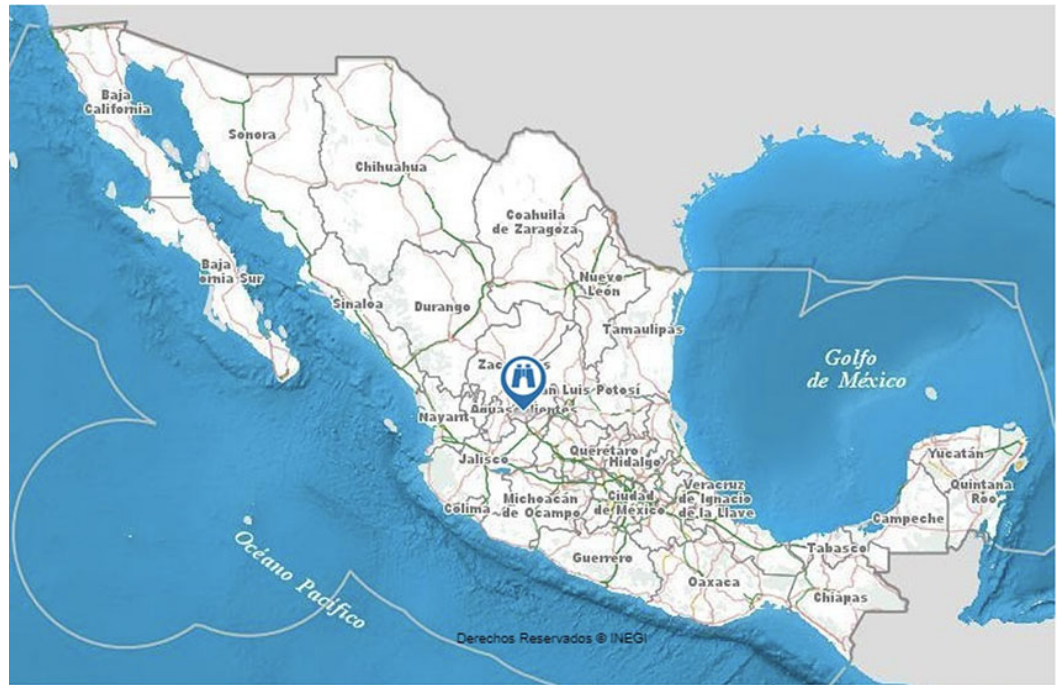 Baja
California
Sonora
Chihuahua
Coahuila
de Zaragoza
Baja
ornia Sur
Nuevo
León
Sinaloa
Durango
Tamaulipas
Golfo
de México
Luis Potosí
Nayarit
Jalisco
Querétaro
Hidalgo
Yucatán
Quintana
Roo
Michoacán
de Ocampo
Ciudad
de México
Veracruz
de Ignacio
de la Llave
Colima
Campeche
Tabasco
Guerrero
Oaxaca
Chiapas
Océano Pacífico
Derechos Reservados © INEGI